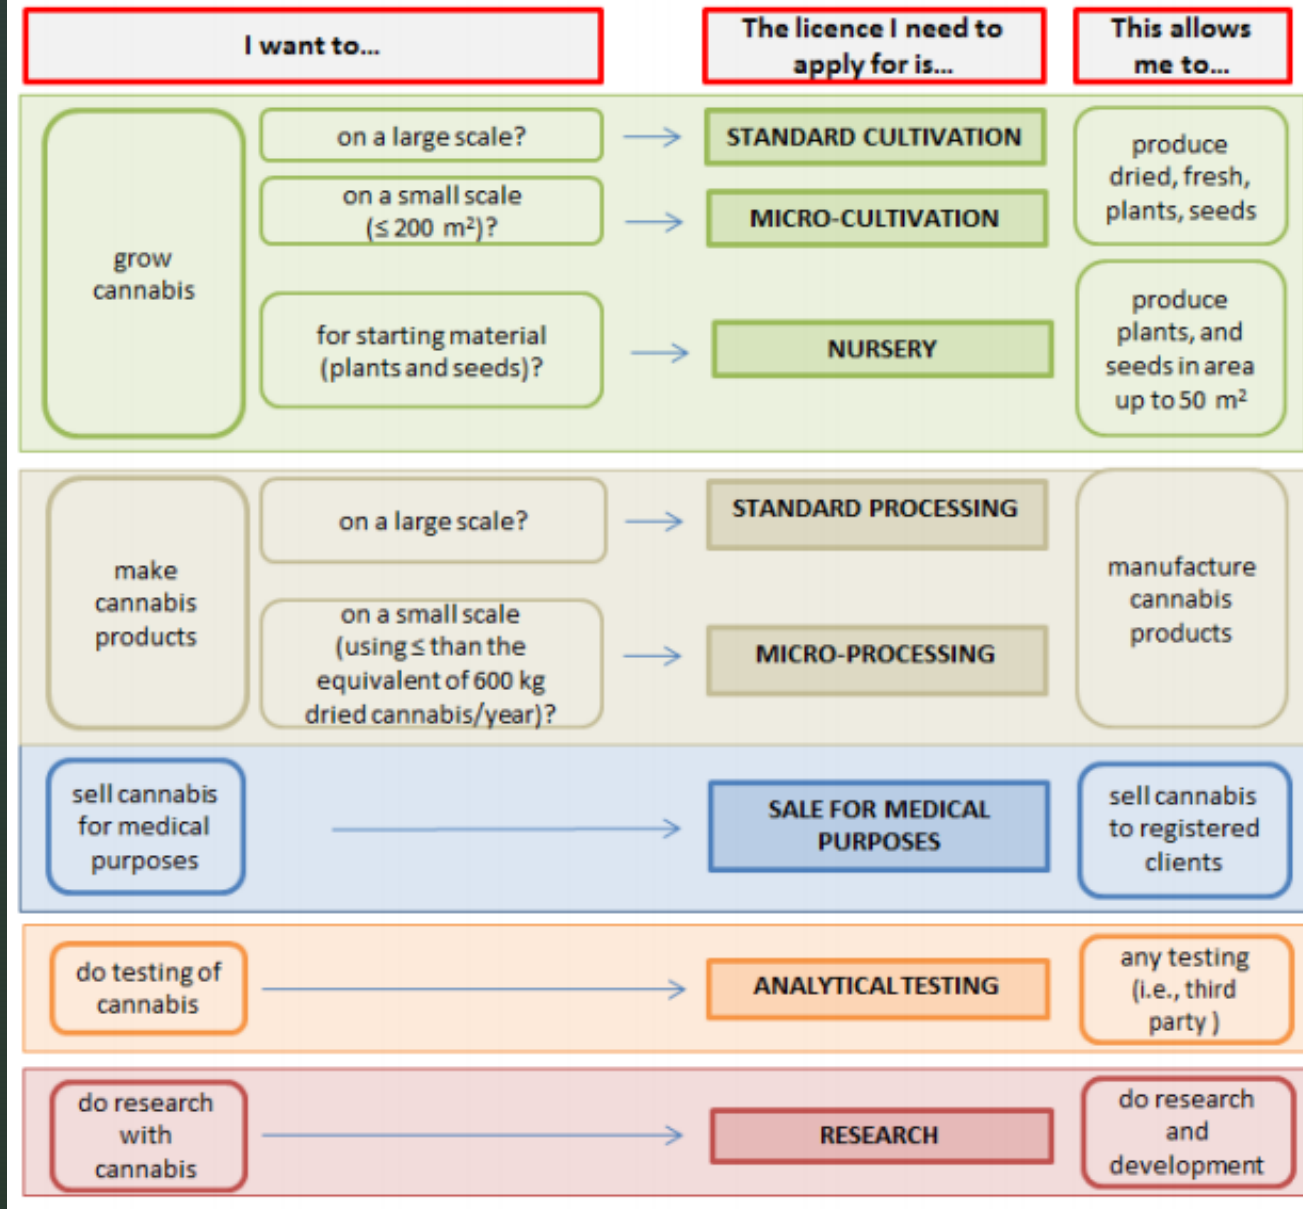 I want to...
The licence I need to
apply for is...
This allows
me to...
grow
cannabis
on a large scale?
STANDARD CULTIVATION
on a small scale
(≤ 200 m²)?
MICRO-CULTIVATION
produce
dried, fresh,
plants, seeds
for starting material
(plants and seeds)?
NURSERY
produce
plants, and
seeds in area
up to 50 m²
make
cannabis
products
on a large scale?
STANDARD PROCESSING
on a small scale
(using ≤ than the
equivalent of 600 kg
dried cannabis/year)?
MICRO-PROCESSING
manufacture
cannabis
products
sell cannabis
for medical
purposes
SALE FOR MEDICAL
PURPOSES
sell cannabis
to registered
clients
do testing of
cannabis
ANALYTICAL TESTING
any testing
(i.e., third
party )
do research
with
cannabis
RESEARCH
do research
and
development